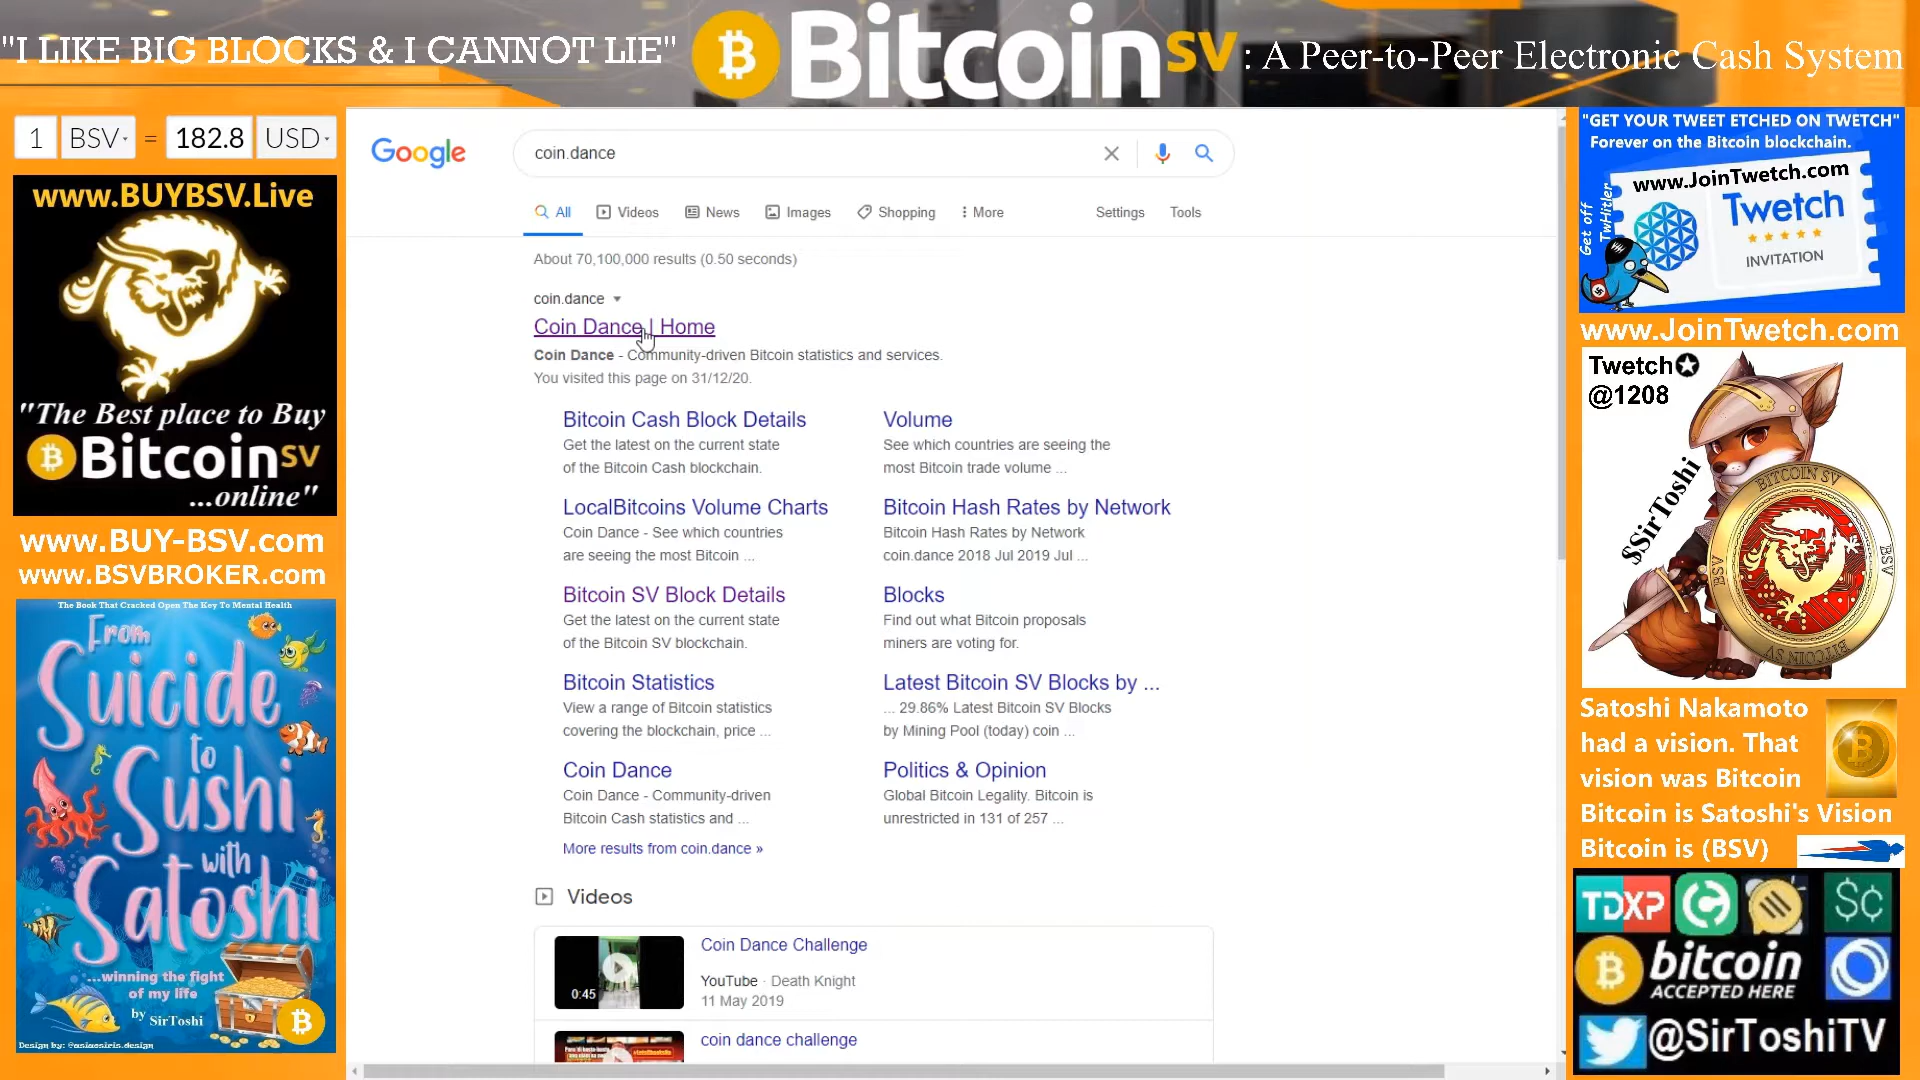 "I LIKE BIG BLOCKS & I CANNOT LIE"
BitcoinSV
: A Peer-to-Peer Electronic Cash System
1 BSV = 182.8 USD
www.BUYBSV.Live
"The Best place to Buy
BitcoinSV
...online"
www.BUY-BSV.com
www.BSVBROKER.com
The Book That Cracked Open The Key To Mental Health
From
Suicide
to
Sushi
with
Satoshi
...winning the fight
of my life
by SirToshi
Design by: @asiaosiris.design
Google
coin.dance
All
Videos
News
Images
Shopping
More
Settings
Tools
About 70,100,000 results (0.50 seconds)
coin.dance
Coin Dance | Home
Coin Dance - Community-driven Bitcoin statistics and services.
You visited this page on 31/12/20.
Bitcoin Cash Block Details
Get the latest on the current state
of the Bitcoin Cash blockchain.
Volume
See which countries are seeing the
most Bitcoin trade volume ...
LocalBitcoins Volume Charts
Coin Dance - See which countries
are seeing the most Bitcoin ...
Bitcoin Hash Rates by Network
Bitcoin Hash Rates by Network
coin.dance 2018 Jul 2019 Jul ...
Bitcoin SV Block Details
Get the latest on the current state
of the Bitcoin SV blockchain.
Blocks
Find out what Bitcoin proposals
miners are voting for.
Bitcoin Statistics
View a range of Bitcoin statistics
covering the blockchain, price ...
Latest Bitcoin SV Blocks by ...
... 29.86% Latest Bitcoin SV Blocks
by Mining Pool (today) coin ...
Coin Dance
Coin Dance - Community-driven
Bitcoin Cash statistics and ...
Politics & Opinion
Global Bitcoin Legality. Bitcoin is
unrestricted in 131 of 257 ...
More results from coin.dance »
Videos
0:45
Coin Dance Challenge
YouTube · Death Knight
11 May 2019
coin dance challenge
"GET YOUR TWEET ETCHED ON TWETCH"
Forever on the Bitcoin blockchain.
www.JoinTwetch.com
Get off
TwHitler
Twetch
INVITATION
www.JoinTwetch.com
Twetch
@1208
$SirToshi
BITCOIN SV
BSV
BSV
BITCOIN SV
Satoshi Nakamoto
had a vision. That
vision was Bitcoin
Bitcoin is Satoshi's Vision
Bitcoin is (BSV)
TDXP
$¢
bitcoin
ACCEPTED HERE
@SirToshiTV